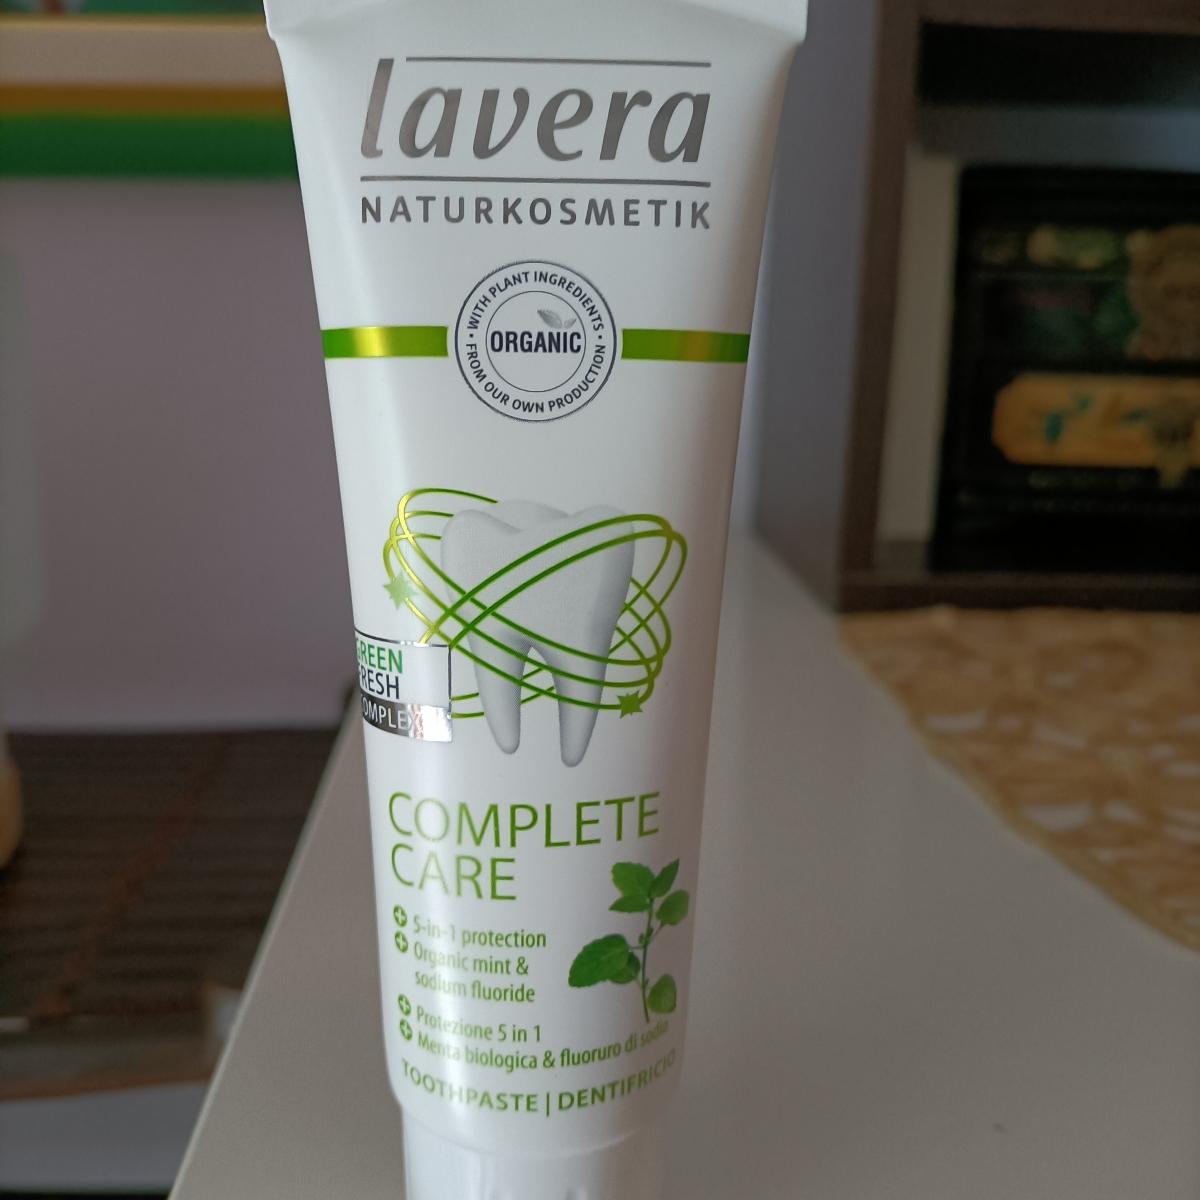 lavera
NATURKOSMETIK
• WITH PLANT INGREDIENTS •
ORGANIC
FROM OUR OWN PRODUCTION
GREEN
FRESH
COMPLEX
COMPLETE
CARE
5-in-1 protection
Organic mint &
sodium fluoride
Protezione 5 in 1
Menta biologica & fluoruro di sodio
TOOTHPASTE | DENTIFRICIO